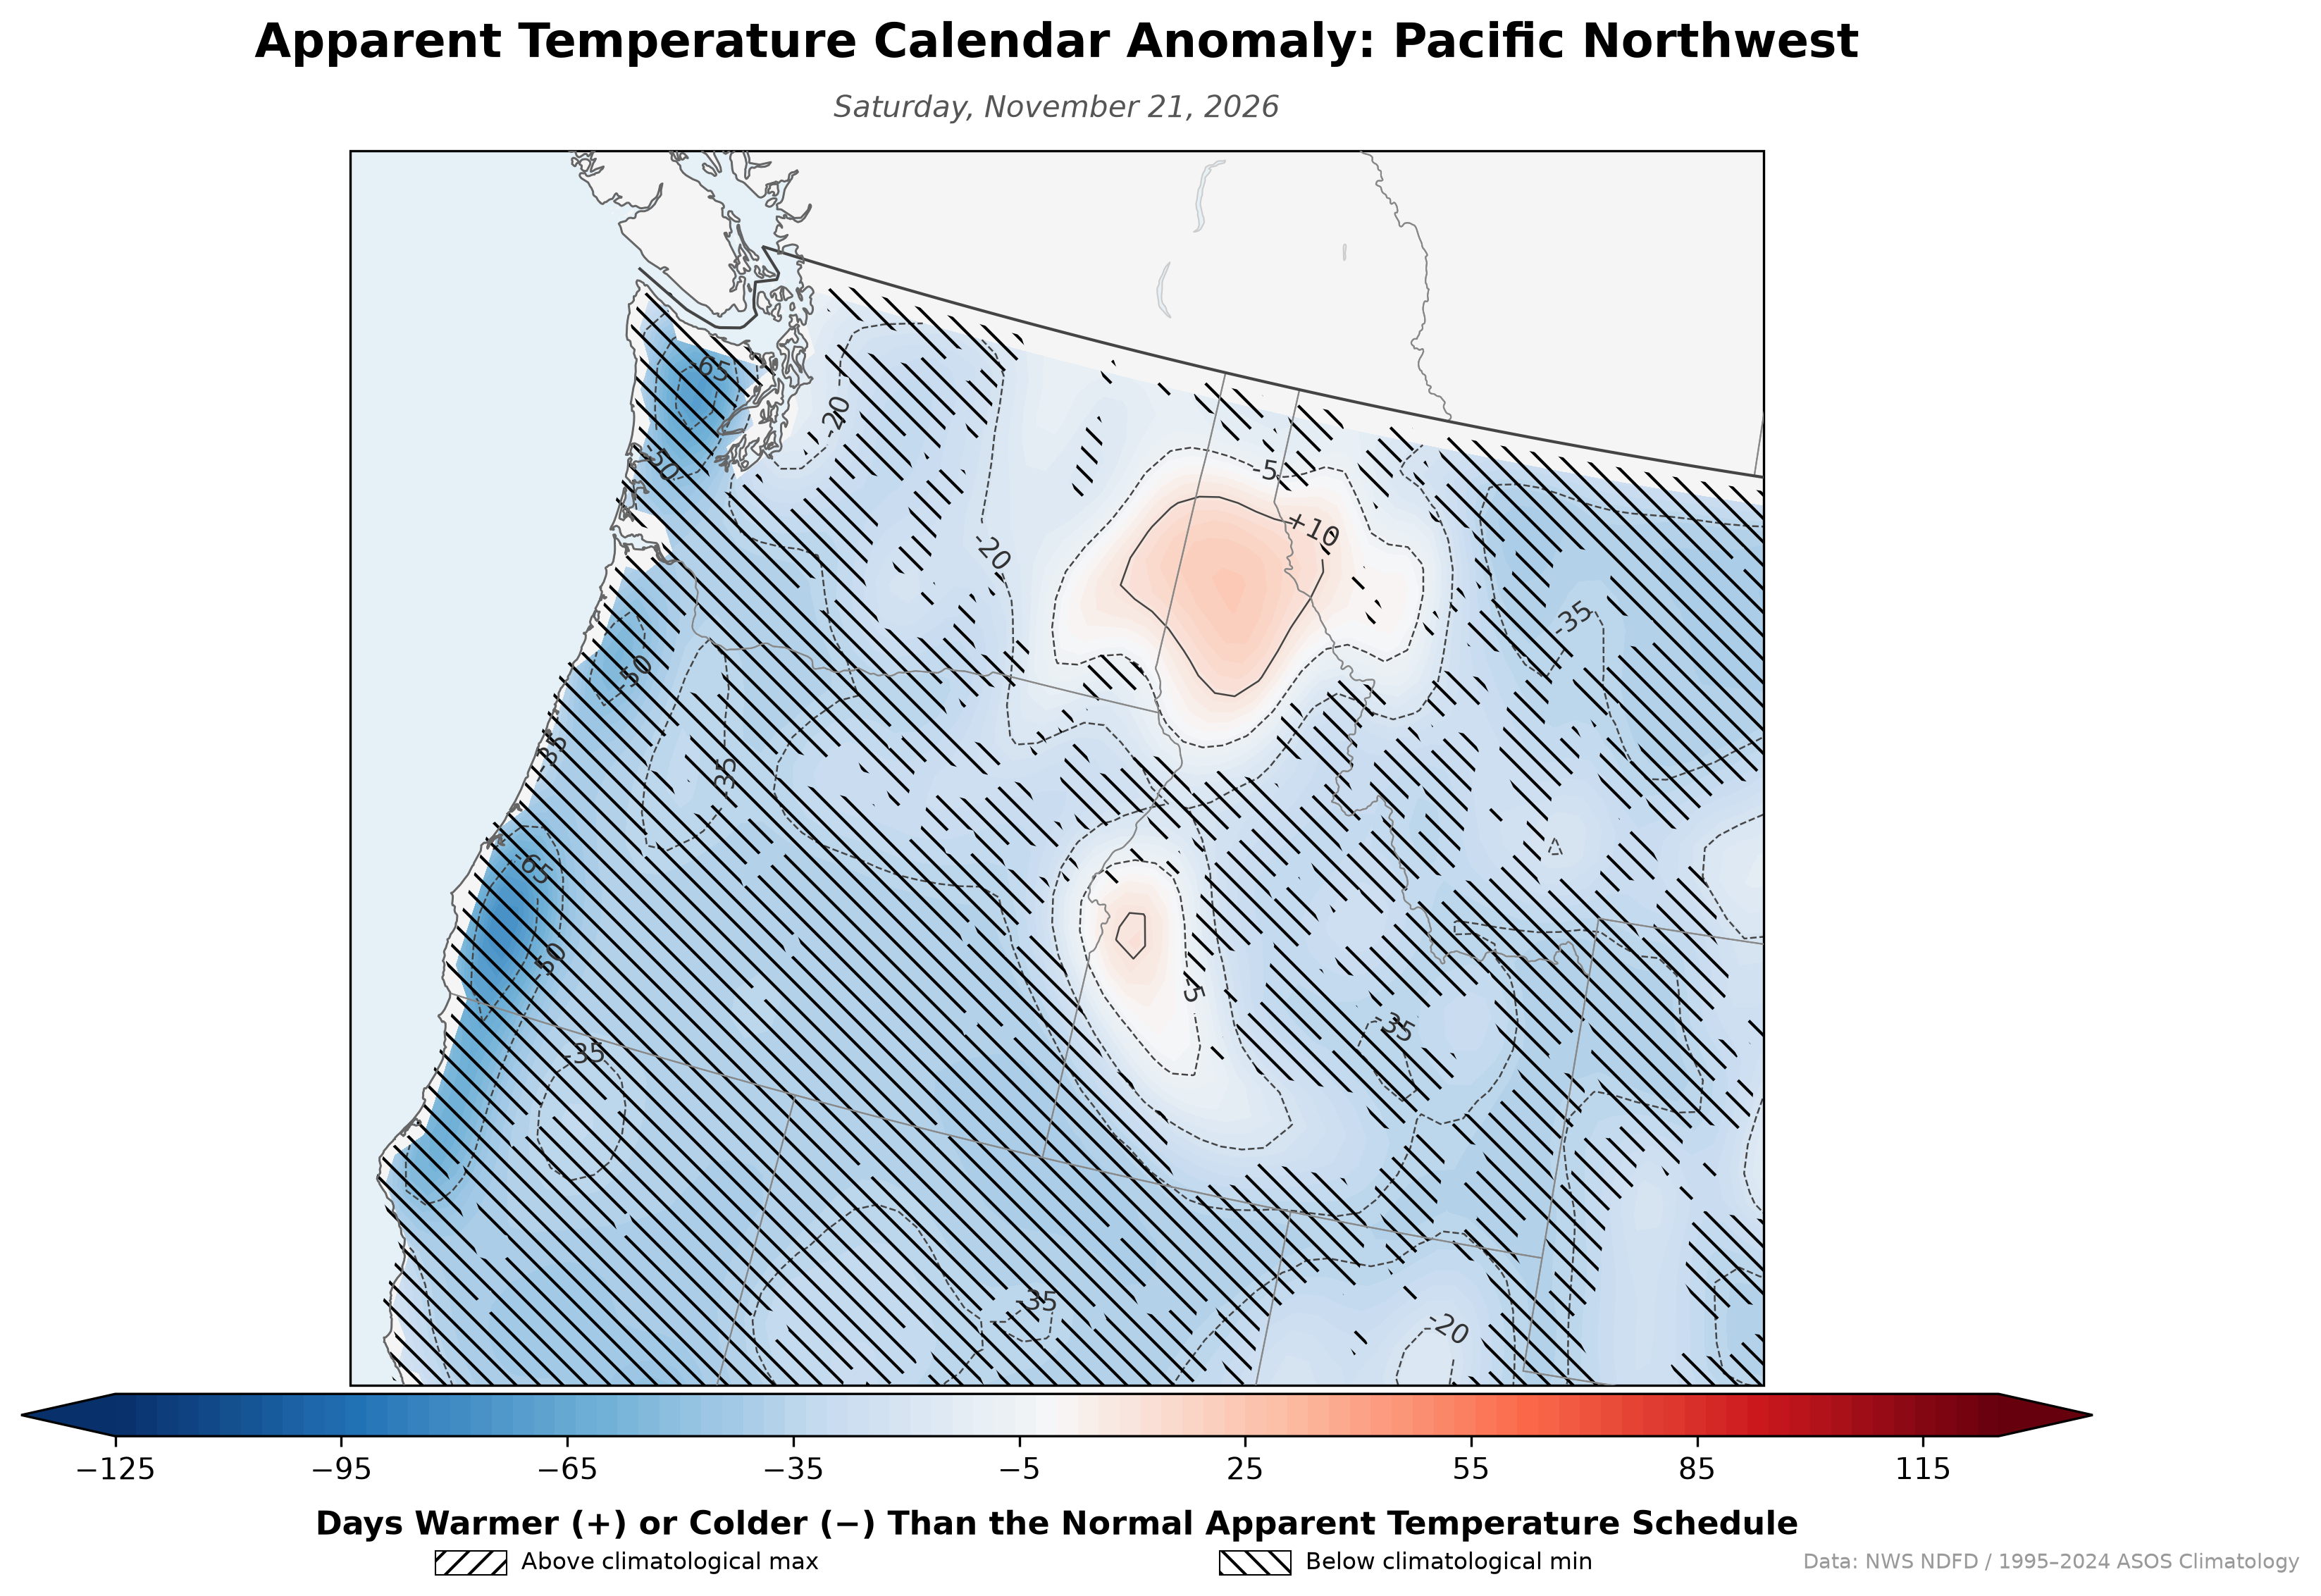 Apparent Temperature Calendar Anomaly: Pacific Northwest
Saturday, November 21, 2026
-65
-20
-50
-5
+10
-20
-35
-50
-35
-35
-65
-50
-5
-35
-35
-35
-20
−125 −95 −65 −35 −5 25 55 85 115
Days Warmer (+) or Colder (−) Than the Normal Apparent Temperature Schedule
Above climatological max
Below climatological min
Data: NWS NDFD / 1995–2024 ASOS Climatology